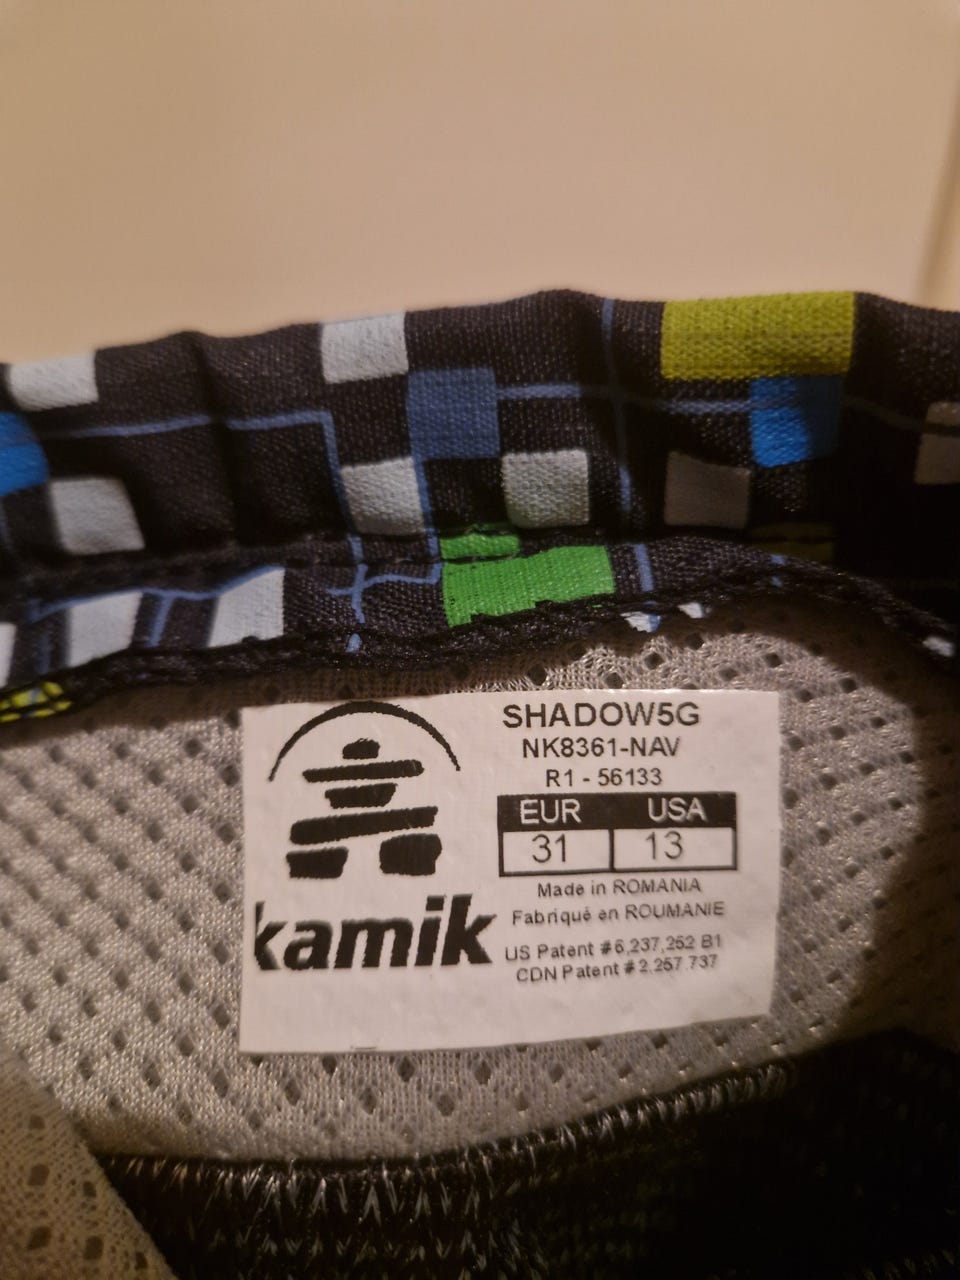 SHADOW5G
NK8361-NAV
R1 - 56133
EUR USA
31 13
Made in ROMANIA
Fabriqué en ROUMANIE
US Patent #6,237,252 B1
CDN Patent #2.257.737
kamik